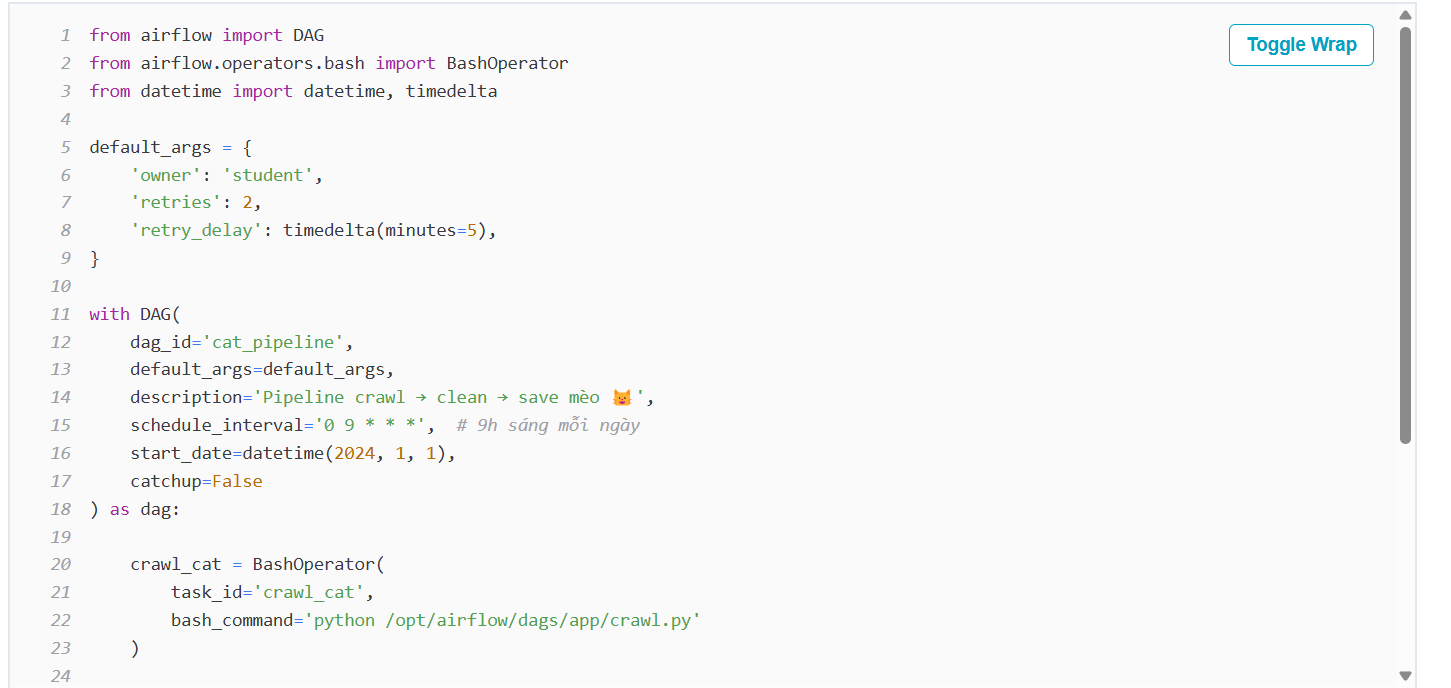 Toggle Wrap
1 from airflow import DAG
2 from airflow.operators.bash import BashOperator
3 from datetime import datetime, timedelta
4
5 default_args = {
6     'owner': 'student',
7     'retries': 2,
8     'retry_delay': timedelta(minutes=5),
9 }
10
11 with DAG(
12     dag_id='cat_pipeline',
13     default_args=default_args,
14     description='Pipeline crawl → clean → save mèo 😺',
15     schedule_interval='0 9 * * *',  # 9h sáng mỗi ngày
16     start_date=datetime(2024, 1, 1),
17     catchup=False
18 ) as dag:
19
20     crawl_cat = BashOperator(
21         task_id='crawl_cat',
22         bash_command='python /opt/airflow/dags/app/crawl.py'
23     )
24